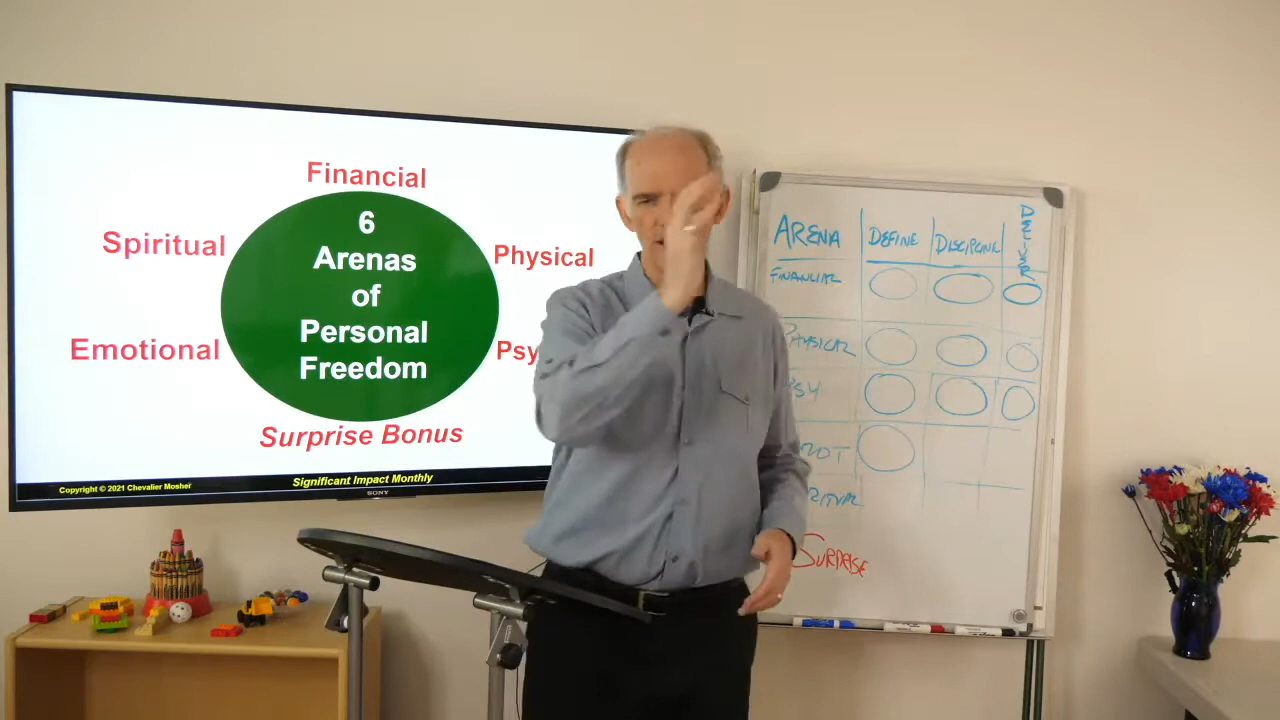 Financial
Spiritual
Physical
Emotional
6
Arenas
of
Personal
Freedom
Surprise Bonus
Copyright © 2021 Chevalier Mosher
Significant Impact Monthly
SONY
ARENA
DEFINE
DISCIPLINE
FINANCIAL
SURPRISE